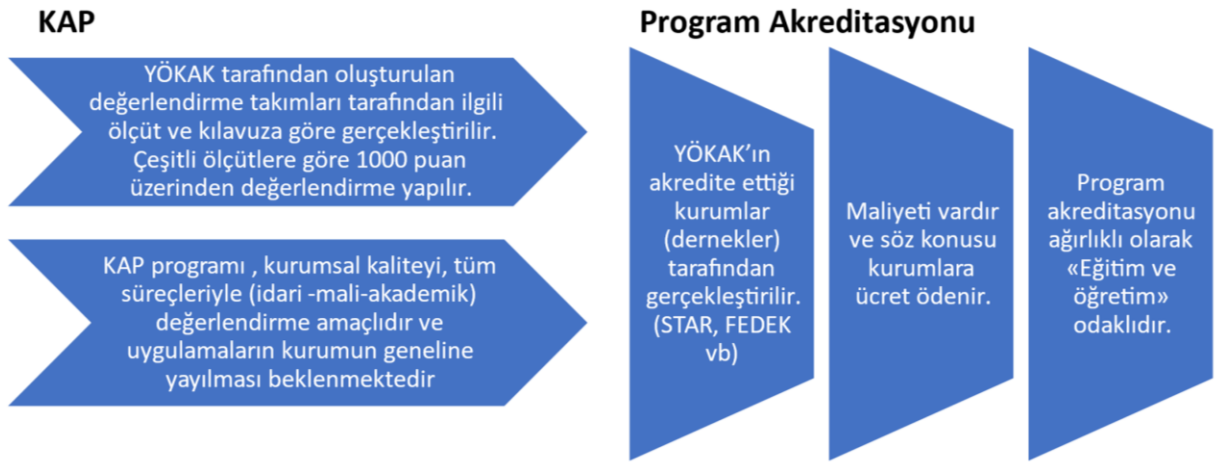 KAP
YÖKAK tarafından oluşturulan
değerlendirme takımları tarafından ilgili
ölçüt ve kılavuza göre gerçekleştirilir.
Çeşitli ölçütlere göre 1000 puan
üzerinden değerlendirme yapılır.
KAP programı , kurumsal kaliteyi, tüm
süreçleriyle (idari -mali-akademik)
değerlendirme amaçlıdır ve
uygulamaların kurumun geneline
yayılması beklenmektedir
Program Akreditasyonu
YÖKAK’ın
akredite ettiği
kurumlar
(dernekler)
tarafından
gerçekleştirilir.
(STAR, FEDEK
vb)
Maliyeti vardır
ve söz konusu
kurumlara
ücret ödenir.
Program
akreditasyonu
ağırlıklı olarak
«Eğitim ve
öğretim»
odaklıdır.